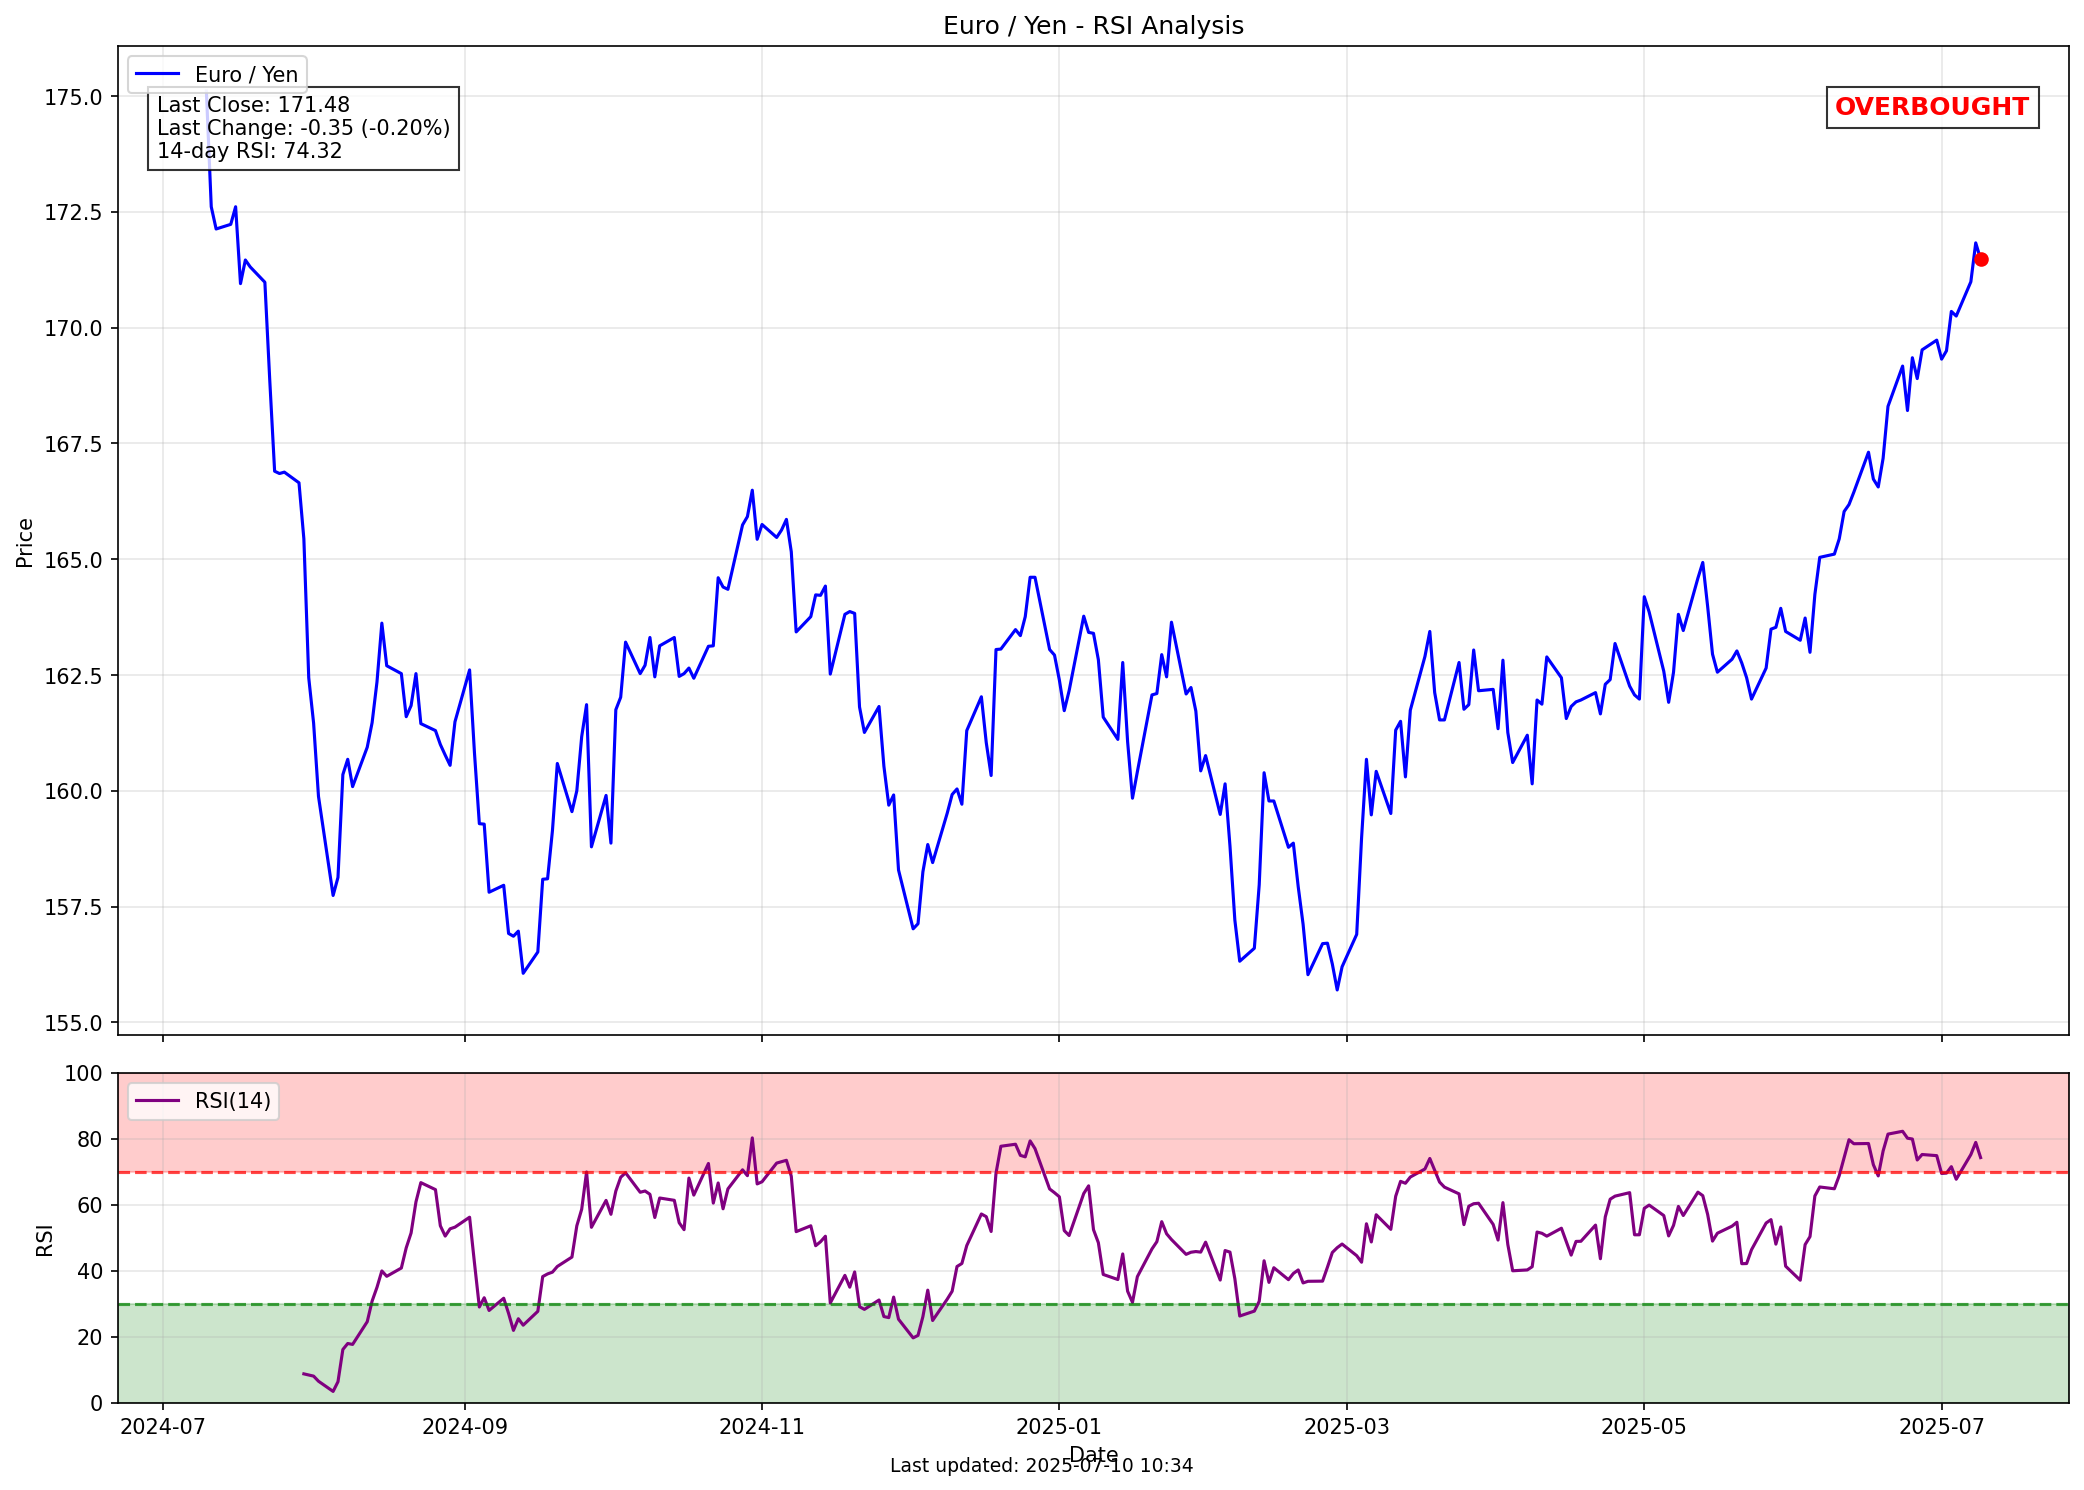 Euro / Yen - RSI Analysis
Euro / Yen
Last Close: 171.48
Last Change: -0.35 (-0.20%)
14-day RSI: 74.32
OVERBOUGHT
175.0
172.5
170.0
167.5
165.0
162.5
160.0
157.5
155.0
Price
RSI(14)
100
80
60
40
20
0
RSI
2024-07
2024-09
2024-11
2025-01
2025-03
2025-05
2025-07
Date
Last updated: 2025-07-10 10:34